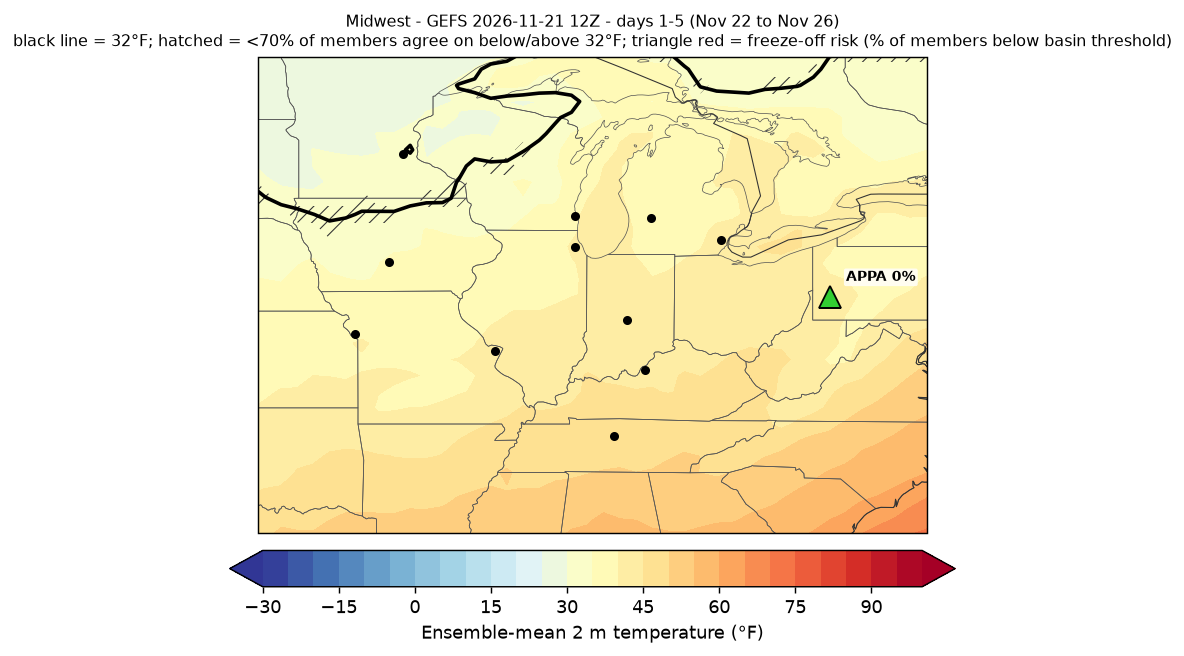 Midwest - GEFS 2026-11-21 12Z - days 1-5 (Nov 22 to Nov 26)
black line = 32°F; hatched = <70% of members agree on below/above 32°F; triangle red = freeze-off risk (% of members below basin threshold)
APPA 0%
−30 −15 0 15 30 45 60 75 90
Ensemble-mean 2 m temperature (°F)